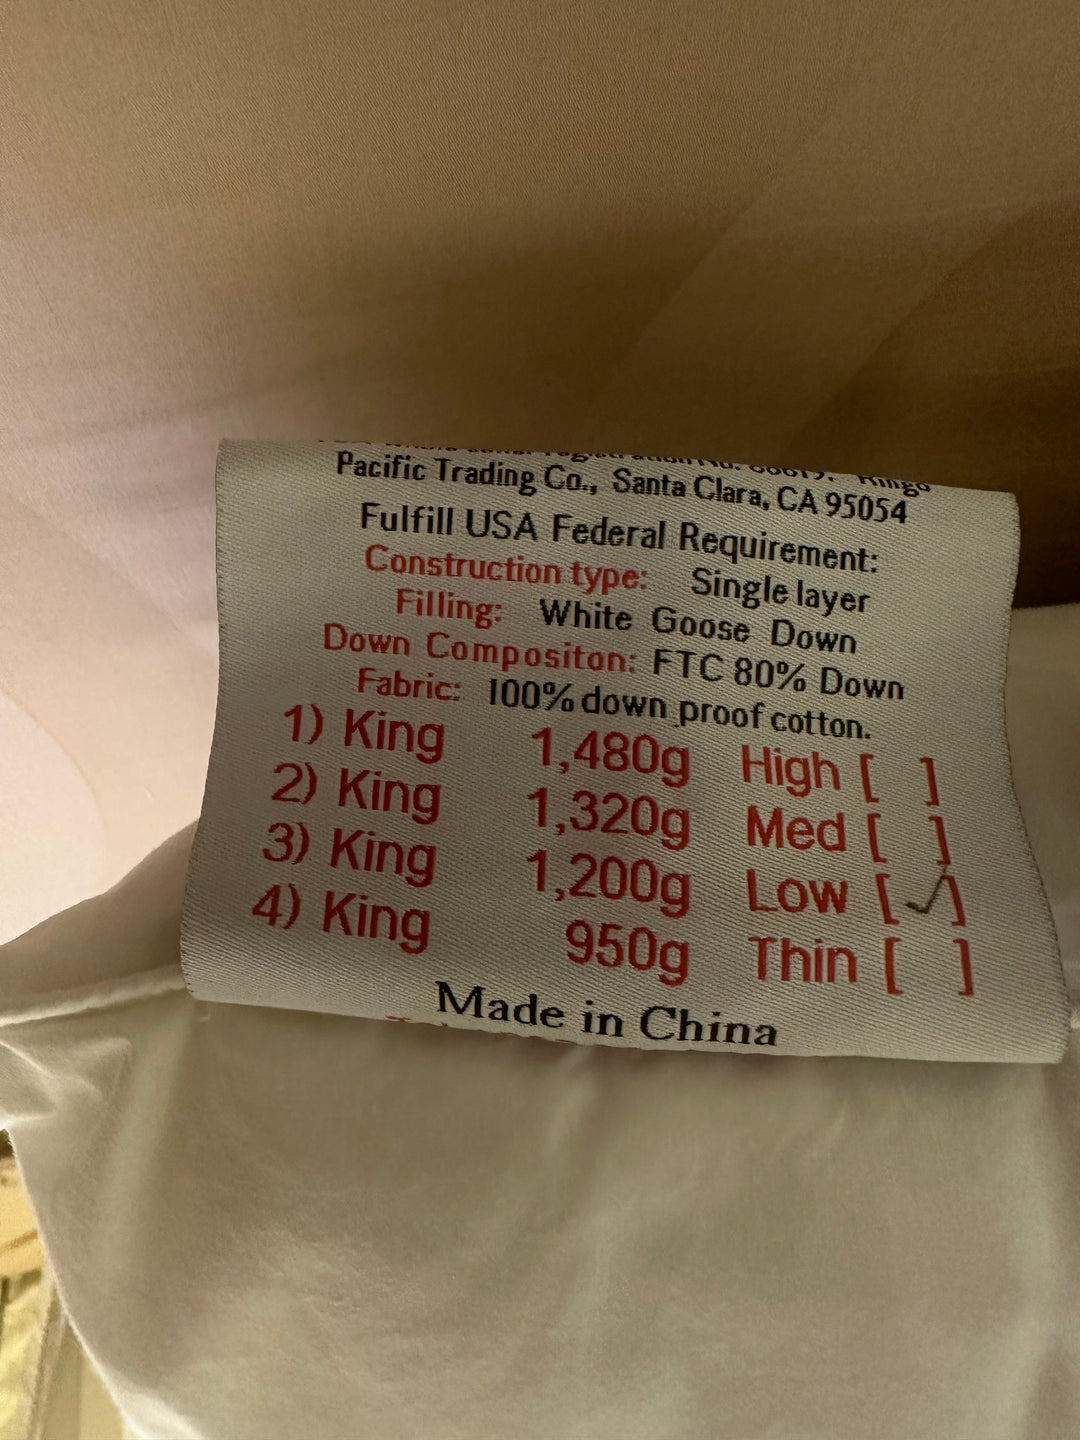 Pacific Trading Co., Santa Clara, CA 95054
Fulfill USA Federal Requirement:
Construction type: Single layer
Filling: White Goose Down
Down Compositon: FTC 80% Down
Fabric: 100% down proof cotton.
1) King 1,480g High [ ]
2) King 1,320g Med [ ]
3) King 1,200g Low [✓]
4) King 950g Thin [ ]
Made in China